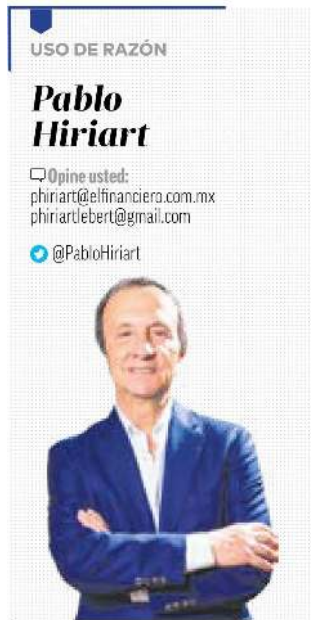 USO DE RAZÓN
Pablo
Hiriart
Opine usted:
phiriart@elfinanciero.com.mx
phiriartlebert@gmail.com
@PabloHiriart